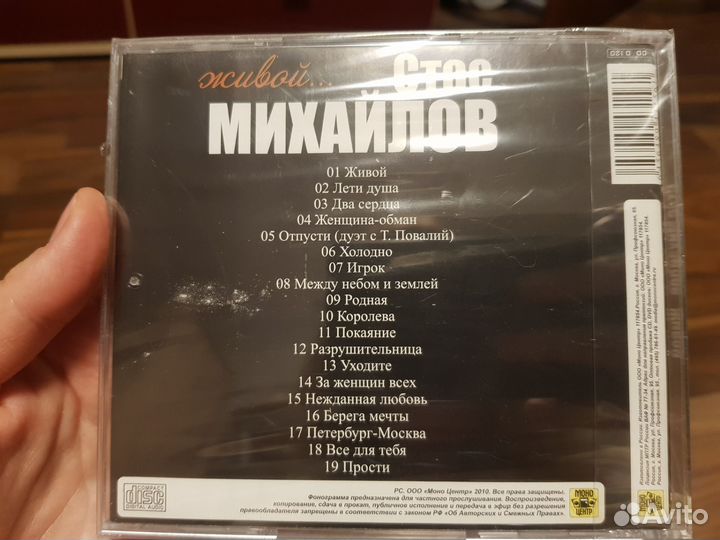 живой...
Стас
МИХАЙЛОВ
01 Живой
02 Лети душа
03 Два сердца
04 Женщина-обман
05 Отпусти (дуэт с Т. Повалий)
06 Холодно
07 Игрок
08 Между небом и землей
09 Родная
10 Королева
11 Покаяние
12 Разрушительница
13 Уходите
14 За женщин всех
15 Нежданная любовь
16 Берега мечты
17 Петербург-Москва
18 Все для тебя
19 Прости
COMPACT
disc
DIGITAL AUDIO
РС. ООО «Моно Центр» 2010. Все права защищены.
Фонограмма предназначена для частного прослушивания. Воспроизведение,
копирование, сдача в прокат, публичное исполнение и передача в эфир без разрешения
правообладателя запрещены в соответствии с законом РФ «Об Авторских и Смежных Правах».
МОНО
ЦЕНТР
Avito